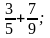 3/5 + 7/9 ;